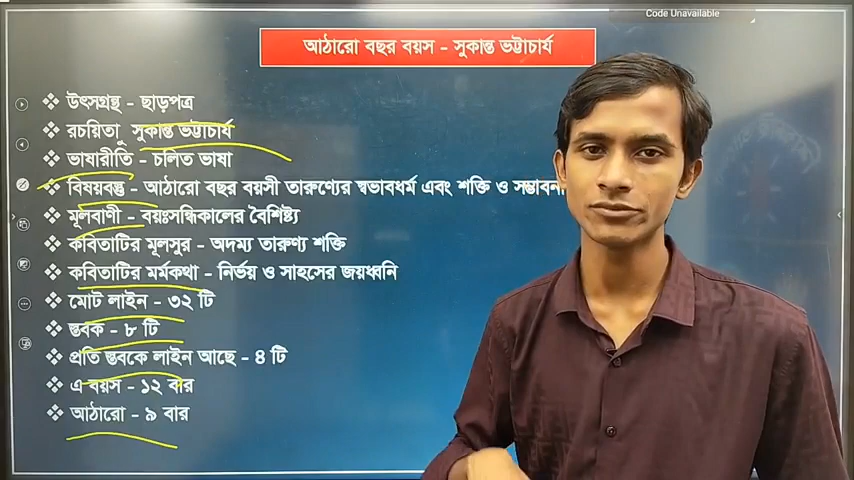 Code Unavailable
আঠারো বছর বয়স - সুকান্ত ভট্টাচার্য
❖ উৎসগ্রন্থ - ছাড়পত্র
❖ রচয়িতা সুকান্ত ভট্টাচার্য
❖ ভাষারীতি - চলিত ভাষা
❖ বিষয়বস্তু - আঠারো বছর বয়সী তারুণ্যের স্বভাবধর্ম এবং শক্তি ও সম্ভাবনা
❖ মূলবাণী - বয়ঃসন্ধিকালের বৈশিষ্ট্য
❖ কবিতাটির মূলসুর - অদম্য তারুণ্য শক্তি
❖ কবিতাটির মর্মকথা - নির্ভয় ও সাহসের জয়ধ্বনি
❖ মোট লাইন - ৩২ টি
❖ স্তবক - ৮ টি
❖ প্রতি স্তবকে লাইন আছে - ৪ টি
❖ এ বয়স - ১২ বার
❖ আঠারো - ৯ বার